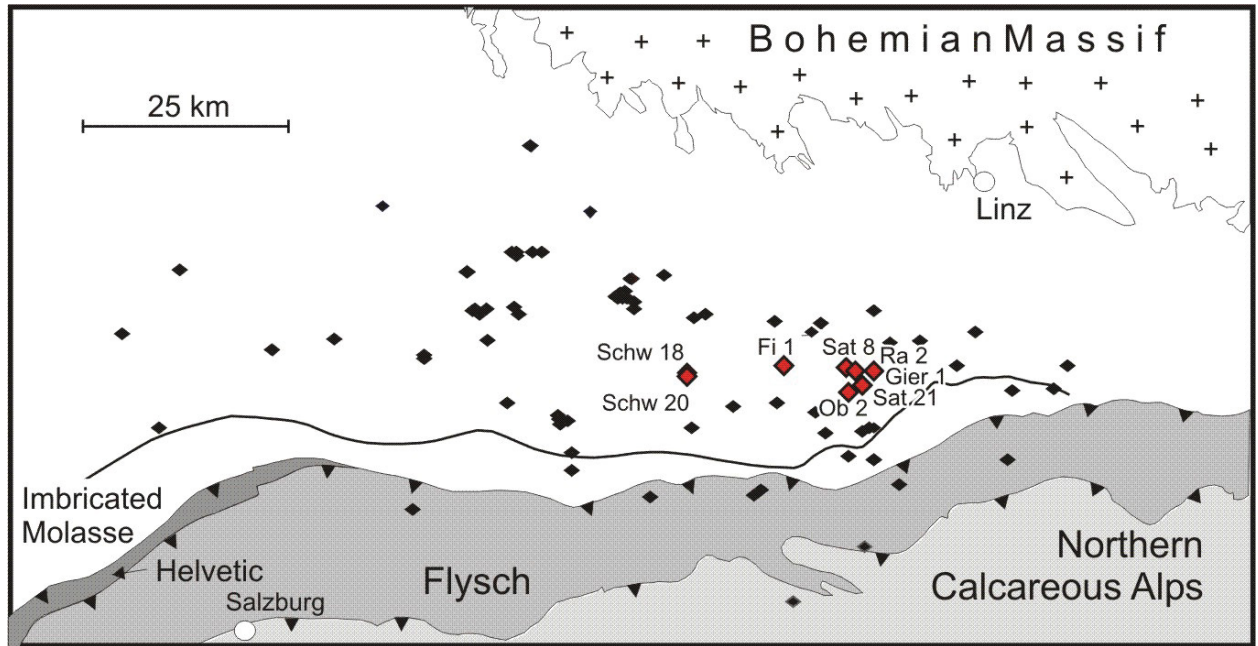 Bohemian Massif
25 km
Linz
Schw 18
Fi 1
Sat 8
Ra 2
Gier 1
Schw 20
Ob 2
Sat 21
Imbricated
Molasse
Helvetic
Salzburg
Flysch
Northern
Calcareous Alps